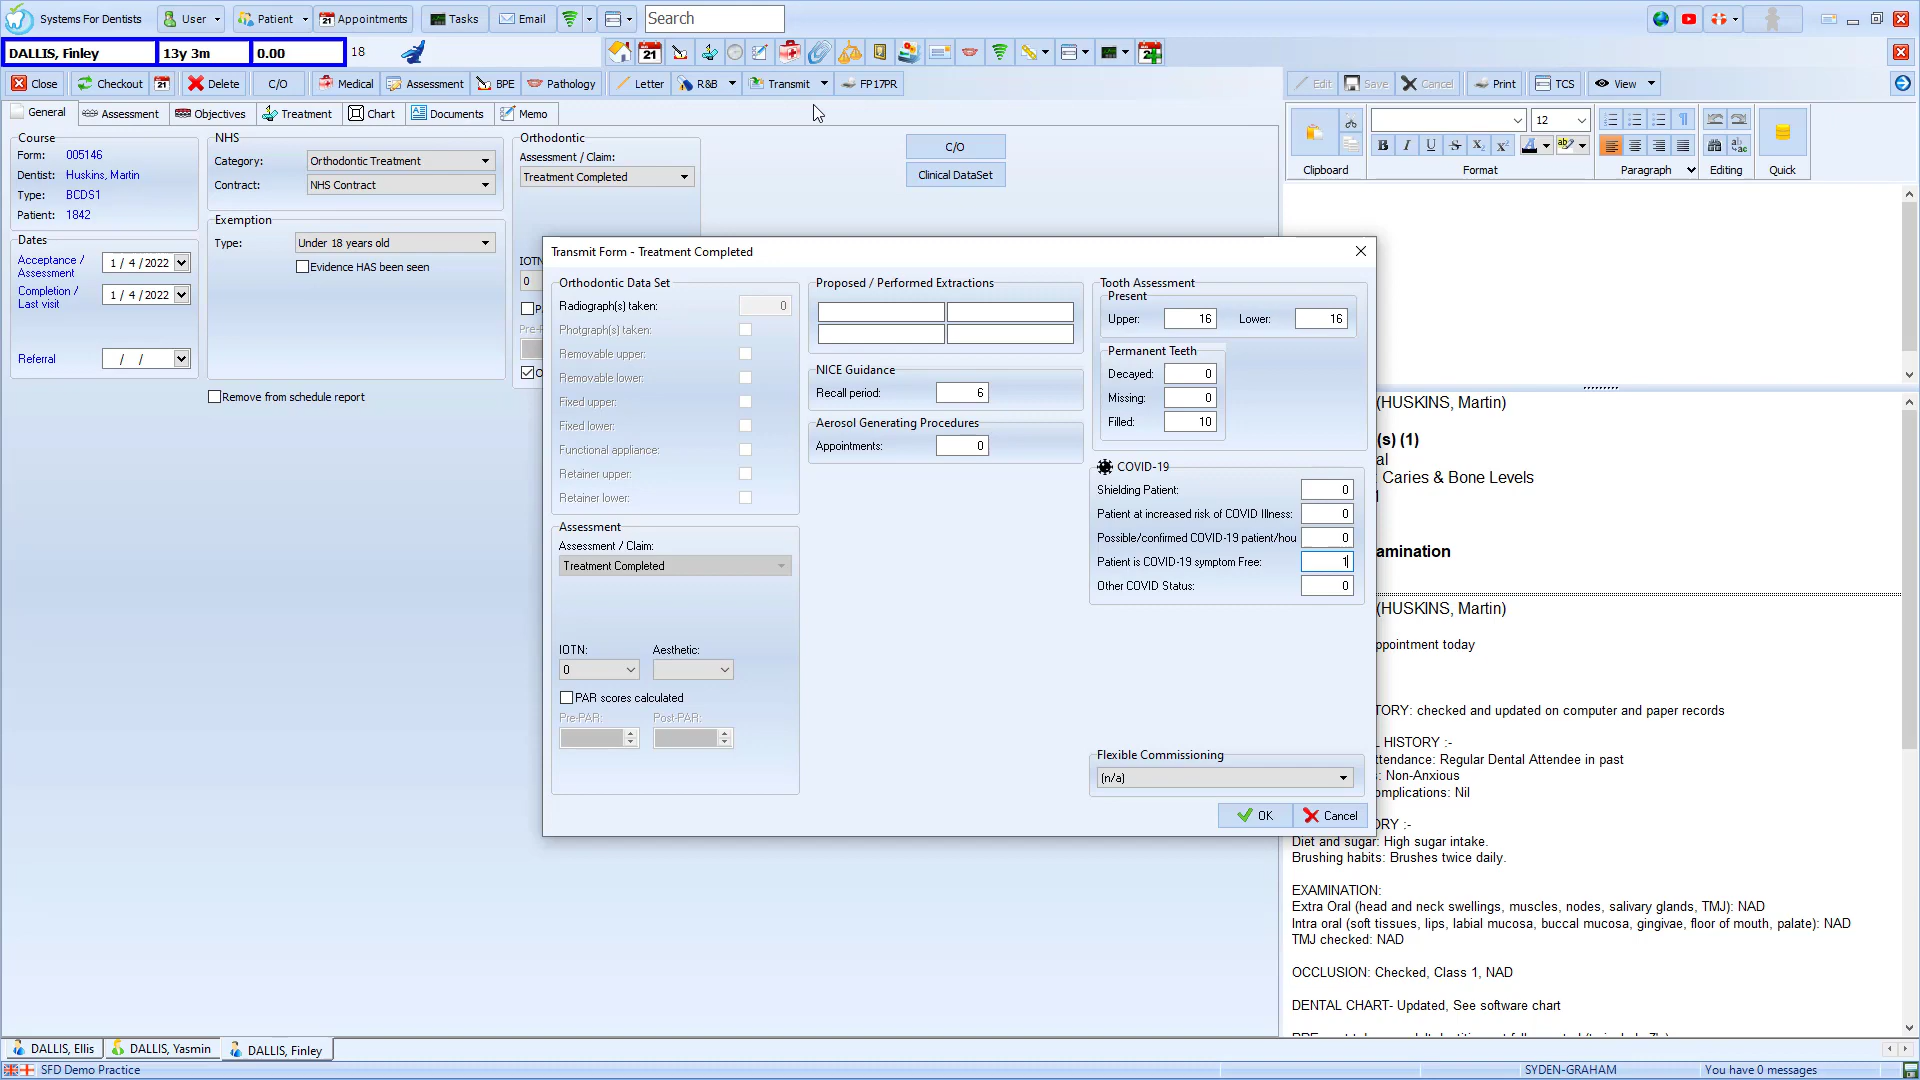 Systems For Dentists User Patient Appointments Tasks Email Search
DALLIS, Finley 13y 3m 0.00 18
Close Checkout Delete C/O Medical Assessment BPE Pathology Letter R&B Transmit FP17PR
Edit Save Cancel Print TCS View
General Assessment Objectives Treatment Chart Documents Memo
12
Clipboard Format Paragraph Editing Quick
Course
Form: 005146
Dentist: Huskins, Martin
Type: BCDS1
Patient: 1842
Dates
Acceptance / Assessment 1 / 4 /2022
Completion / Last visit 1 / 4 /2022
Referral / /
NHS
Category: Orthodontic Treatment
Contract: NHS Contract
Exemption
Type: Under 18 years old
Evidence HAS been seen
Remove from schedule report
Orthodontic
Assessment / Claim:
Treatment Completed
C/O
Clinical DataSet
IOTN
0
P
Pre-P
Transmit Form - Treatment Completed
Orthodontic Data Set
Radiograph(s) taken: 0
Photgraph(s) taken:
Removable upper:
Removable lower:
Fixed upper:
Fixed lower:
Functional appliance:
Retainer upper:
Retainer lower:
Assessment
Assessment / Claim:
Treatment Completed
IOTN: Aesthetic:
0
PAR scores calculated
Pre-PAR: Post-PAR:
Proposed / Performed Extractions
NICE Guidance
Recall period: 6
Aerosol Generating Procedures
Appointments: 0
Tooth Assessment
Present
Upper: 16 Lower: 16
Permanent Teeth
Decayed: 0
Missing: 0
Filled: 10
COVID-19
Shielding Patient: 0
Patient at increased risk of COVID Illness: 0
Possible/confirmed COVID-19 patient/hou 0
Patient is COVID-19 symptom Free: 1
Other COVID Status: 0
Flexible Commissioning
(n/a)
OK Cancel
(HUSKINS, Martin)
(s) (1)
al
Caries & Bone Levels
amination
(HUSKINS, Martin)
ppointment today
TORY: checked and updated on computer and paper records
L HISTORY :-
ttendance: Regular Dental Attendee in past
s: Non-Anxious
omplications: Nil
ORY :-
Diet and sugar: High sugar intake.
Brushing habits: Brushes twice daily.
EXAMINATION:
Extra Oral (head and neck swellings, muscles, nodes, salivary glands, TMJ): NAD
Intra oral (soft tissues, lips, labial mucosa, buccal mucosa, gingivae, floor of mouth, palate): NAD
TMJ checked: NAD
OCCLUSION: Checked, Class 1, NAD
DENTAL CHART- Updated, See software chart
DALLIS, Ellis DALLIS, Yasmin DALLIS, Finley
SFD Demo Practice SYDEN-GRAHAM You have 0 messages